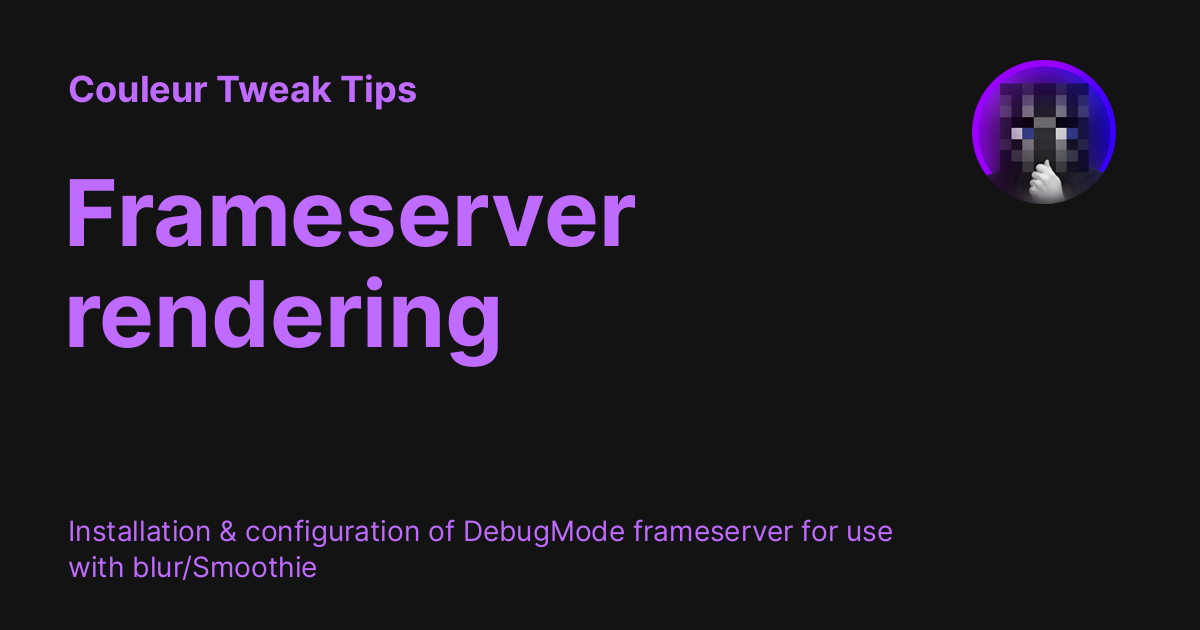 Couleur Tweak Tips
Frameserver
rendering
Installation & configuration of DebugMode frameserver for use
with blur/Smoothie